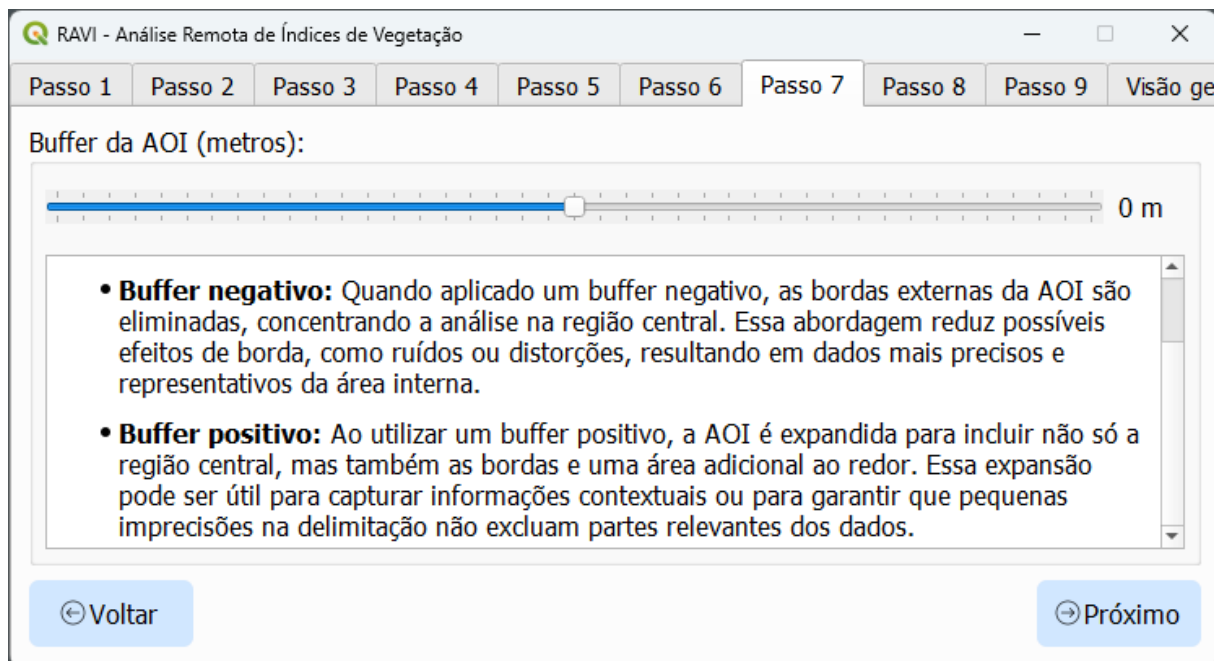 RAVI - Análise Remota de Índices de Vegetação
Passo 1 Passo 2 Passo 3 Passo 4 Passo 5 Passo 6 Passo 7 Passo 8 Passo 9 Visão ge
Buffer da AOI (metros):
0 m
• Buffer negativo: Quando aplicado um buffer negativo, as bordas externas da AOI são
eliminadas, concentrando a análise na região central. Essa abordagem reduz possíveis
efeitos de borda, como ruídos ou distorções, resultando em dados mais precisos e
representativos da área interna.
• Buffer positivo: Ao utilizar um buffer positivo, a AOI é expandida para incluir não só a
região central, mas também as bordas e uma área adicional ao redor. Essa expansão
pode ser útil para capturar informações contextuais ou para garantir que pequenas
imprecisões na delimitação não excluam partes relevantes dos dados.
Voltar
Próximo